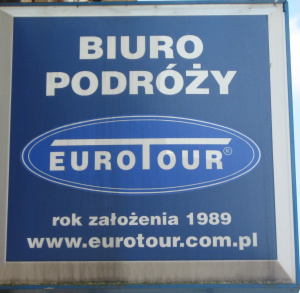 BIURO
PODRÓŻY
EUROTOUR®
rok założenia 1989
www.eurotour.com.pl